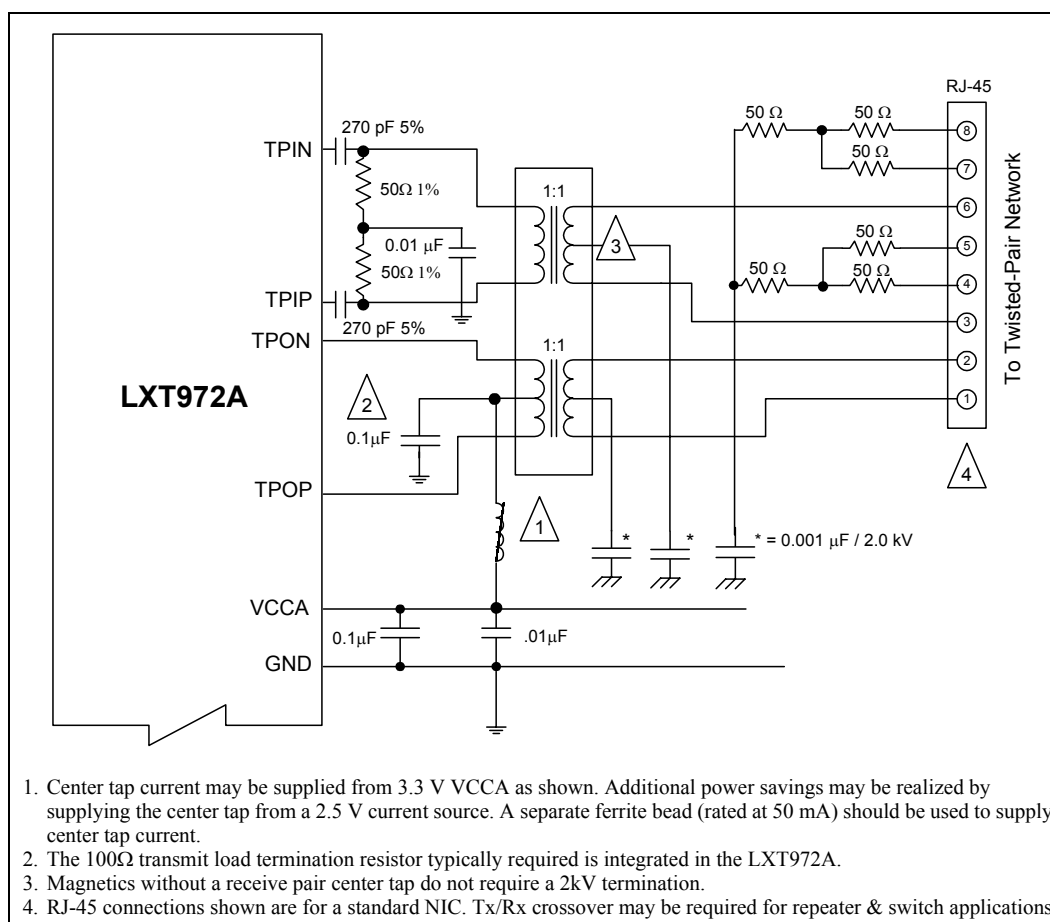 RJ-45
50 Ω
50 Ω
8
270 pF 5%
TPIN
50 Ω
7
50Ω 1%
1:1
6
3
50 Ω
5
0.01 μF
50 Ω
50 Ω
4
50Ω 1%
TPIP
270 pF 5%
3
TPON
1:1
2
To Twisted-Pair Network
LXT972A
2
1
0.1μF
4
TPOP
1
*
*
* = 0.001 μF / 2.0 kV
VCCA
0.1μF
.01μF
GND
1. Center tap current may be supplied from 3.3 V VCCA as shown. Additional power savings may be realized by
supplying the center tap from a 2.5 V current source. A separate ferrite bead (rated at 50 mA) should be used to supply
center tap current.
2. The 100Ω transmit load termination resistor typically required is integrated in the LXT972A.
3. Magnetics without a receive pair center tap do not require a 2kV termination.
4. RJ-45 connections shown are for a standard NIC. Tx/Rx crossover may be required for repeater & switch applications